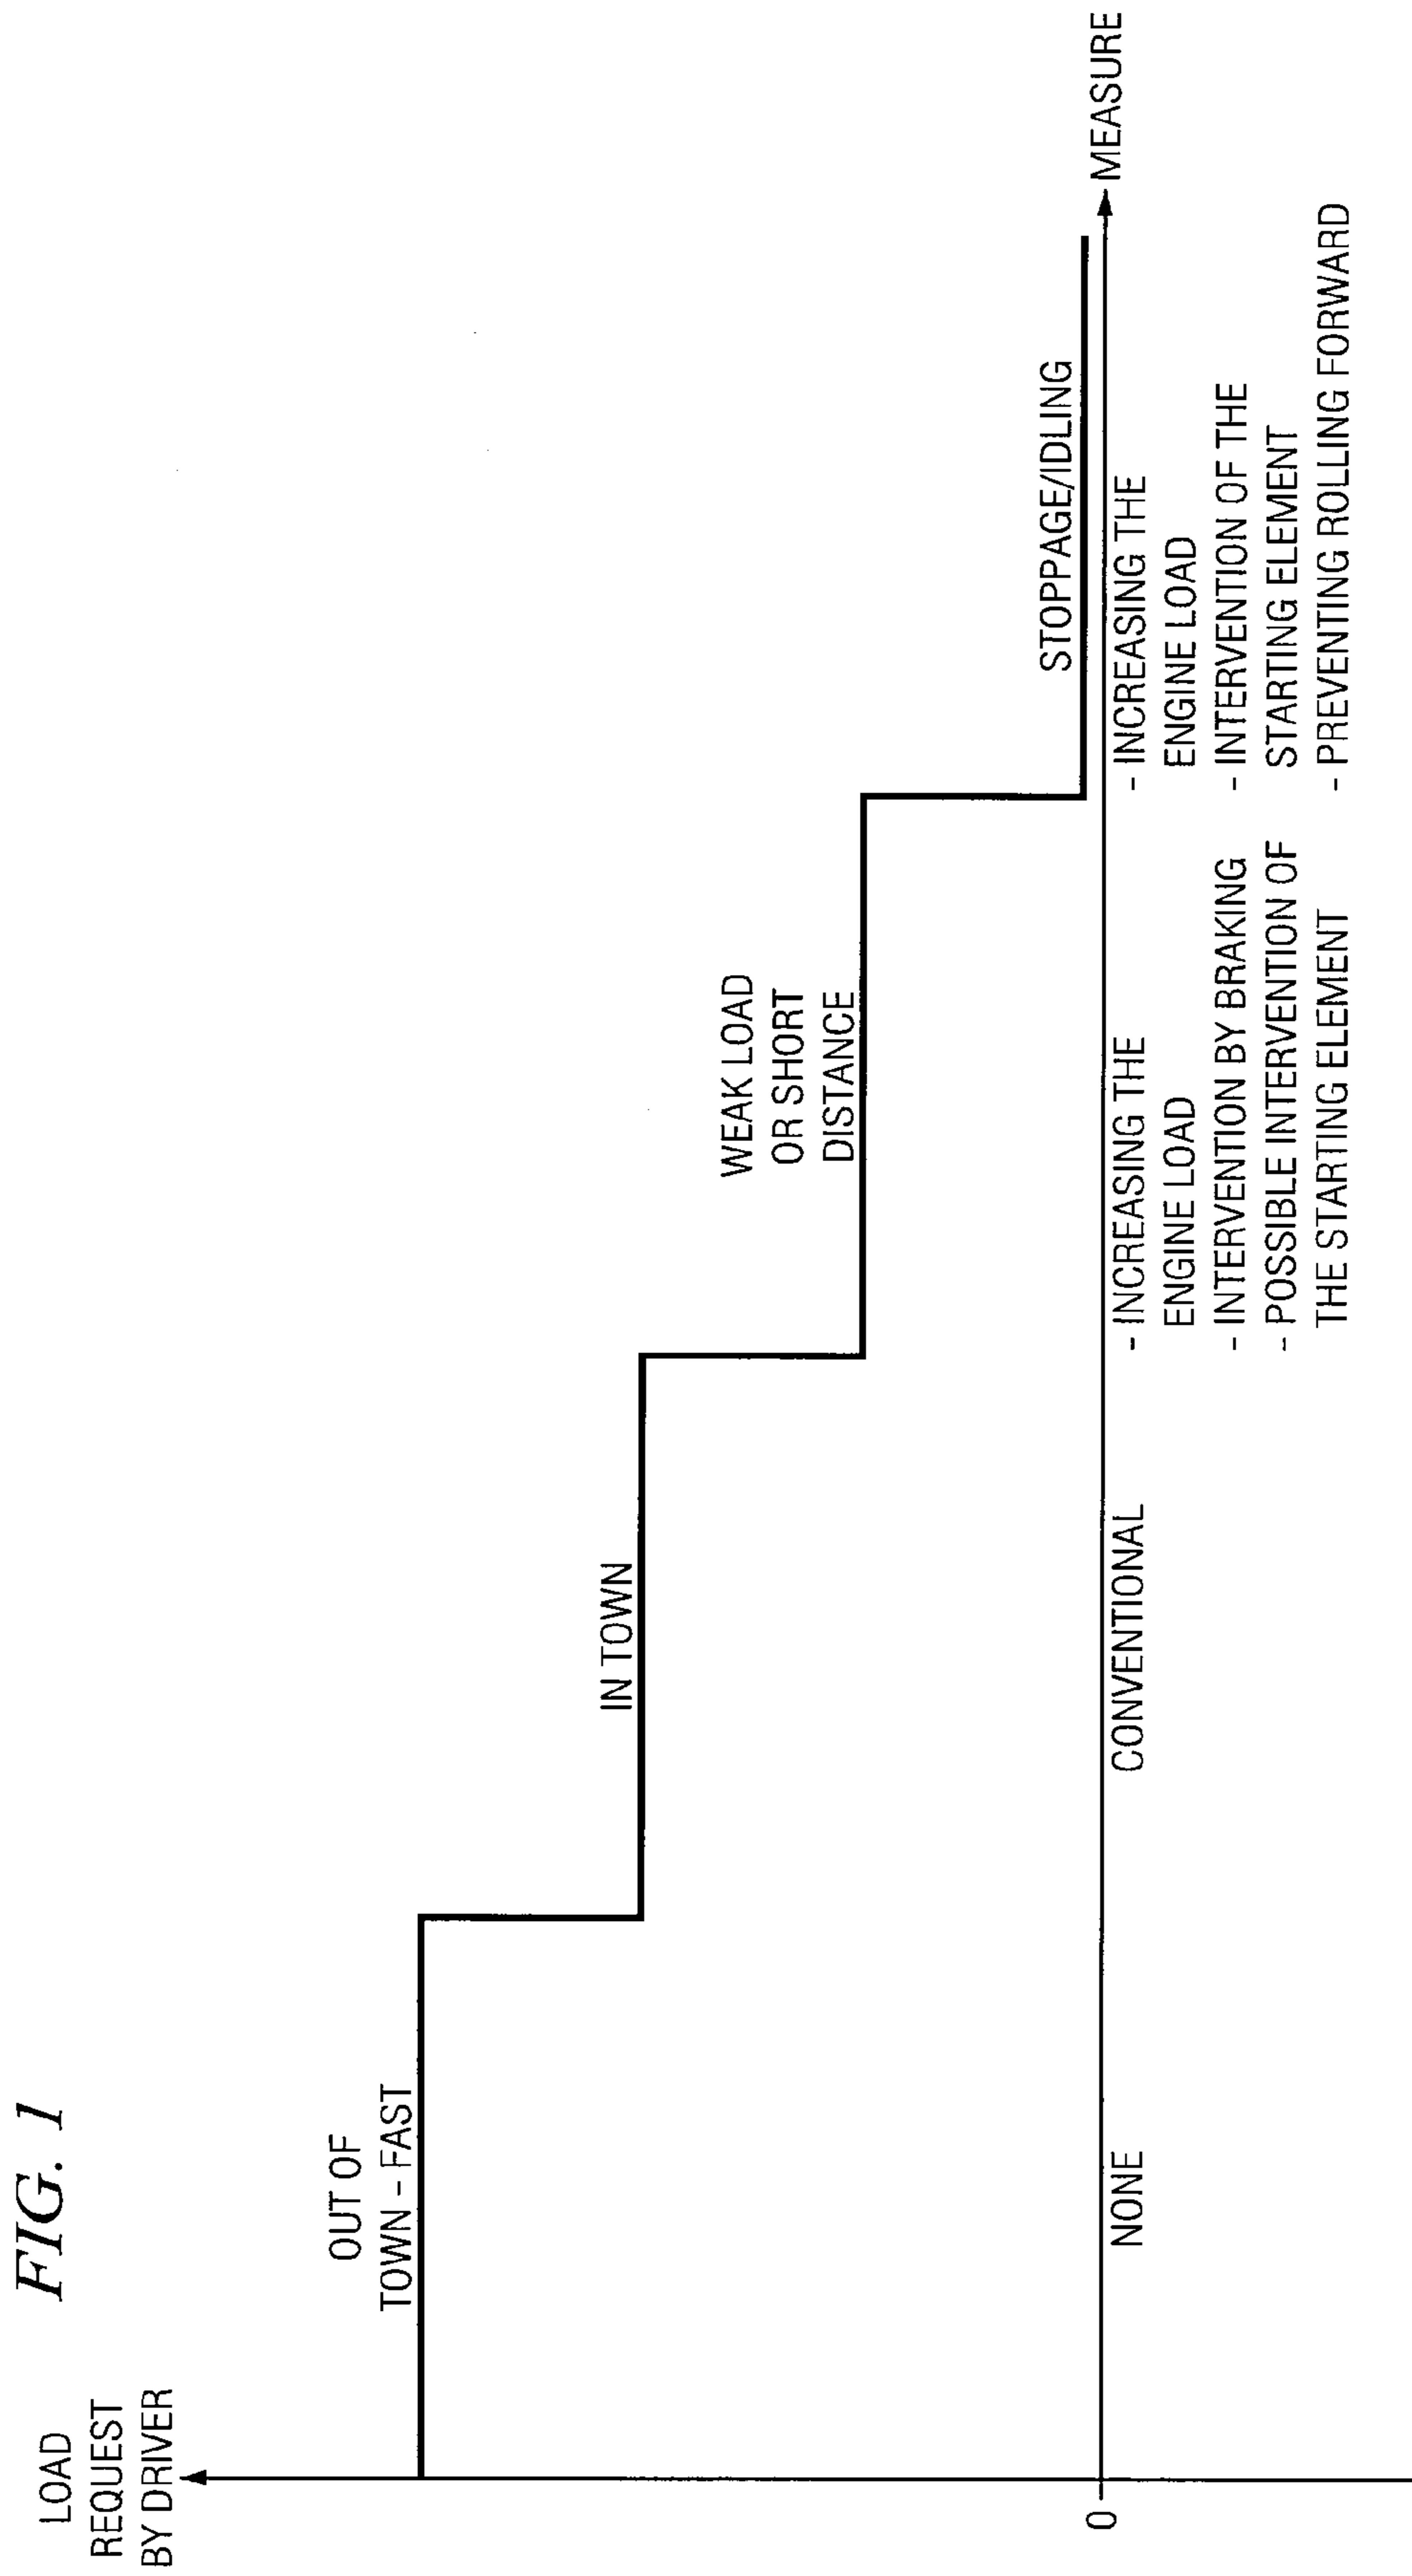 FIG. 1
LOAD
REQUEST
BY DRIVER
OUT OF
TOWN – FAST
IN TOWN
WEAK LOAD
OR SHORT
DISTANCE
STOPPAGE/IDLING
0
MEASURE
NONE
CONVENTIONAL
- INCREASING THE
ENGINE LOAD
- INTERVENTION BY BRAKING
- POSSIBLE INTERVENTION OF
THE STARTING ELEMENT
- INCREASING THE
ENGINE LOAD
- INTERVENTION OF THE
STARTING ELEMENT
- PREVENTING ROLLING FORWARD